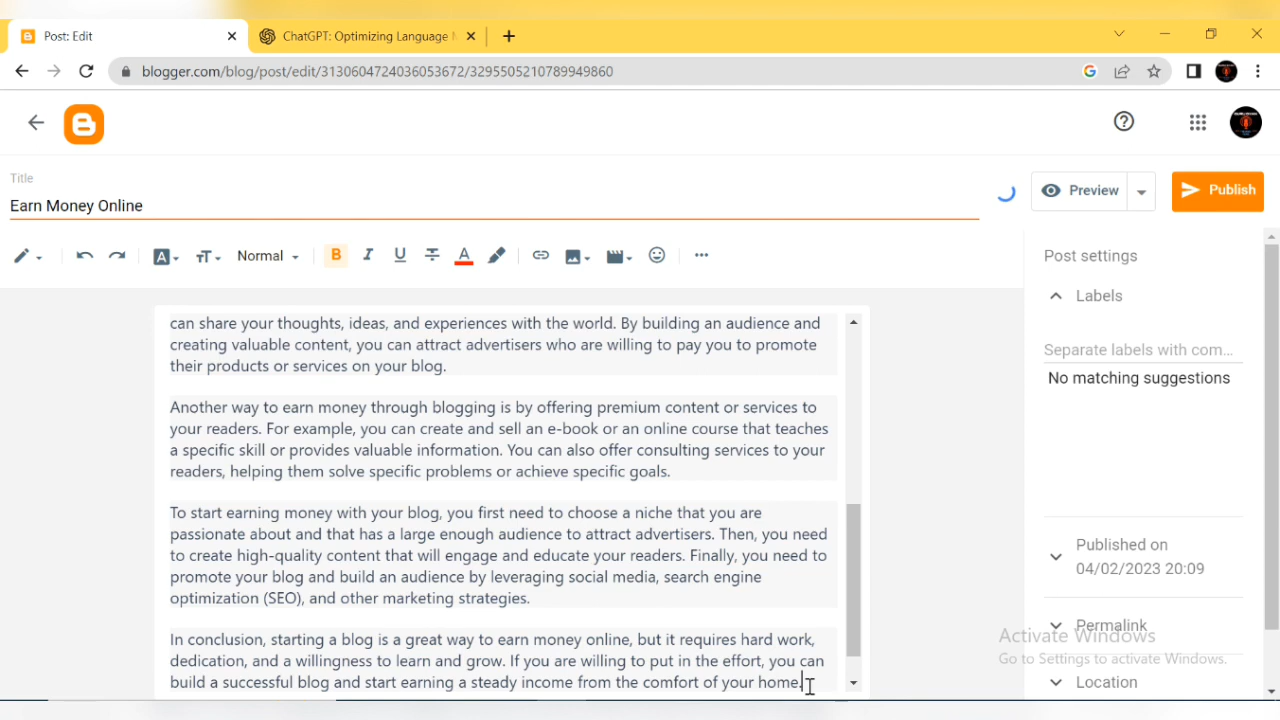 Post: Edit
ChatGPT: Optimizing Language
blogger.com/blog/post/edit/3130604724036053672/3295505210789949860
Title
Earn Money Online
Preview
Publish
Normal
Post settings
Labels
Separate labels with com...
No matching suggestions
can share your thoughts, ideas, and experiences with the world. By building an audience and
creating valuable content, you can attract advertisers who are willing to pay you to promote
their products or services on your blog.
Another way to earn money through blogging is by offering premium content or services to
your readers. For example, you can create and sell an e-book or an online course that teaches
a specific skill or provides valuable information. You can also offer consulting services to your
readers, helping them solve specific problems or achieve specific goals.
To start earning money with your blog, you first need to choose a niche that you are
passionate about and that has a large enough audience to attract advertisers. Then, you need
to create high-quality content that will engage and educate your readers. Finally, you need to
promote your blog and build an audience by leveraging social media, search engine
optimization (SEO), and other marketing strategies.
In conclusion, starting a blog is a great way to earn money online, but it requires hard work,
dedication, and a willingness to learn and grow. If you are willing to put in the effort, you can
build a successful blog and start earning a steady income from the comfort of your home.
Published on
04/02/2023 20:09
Permalink
Activate Windows
Go to Settings to activate Windows.
Location